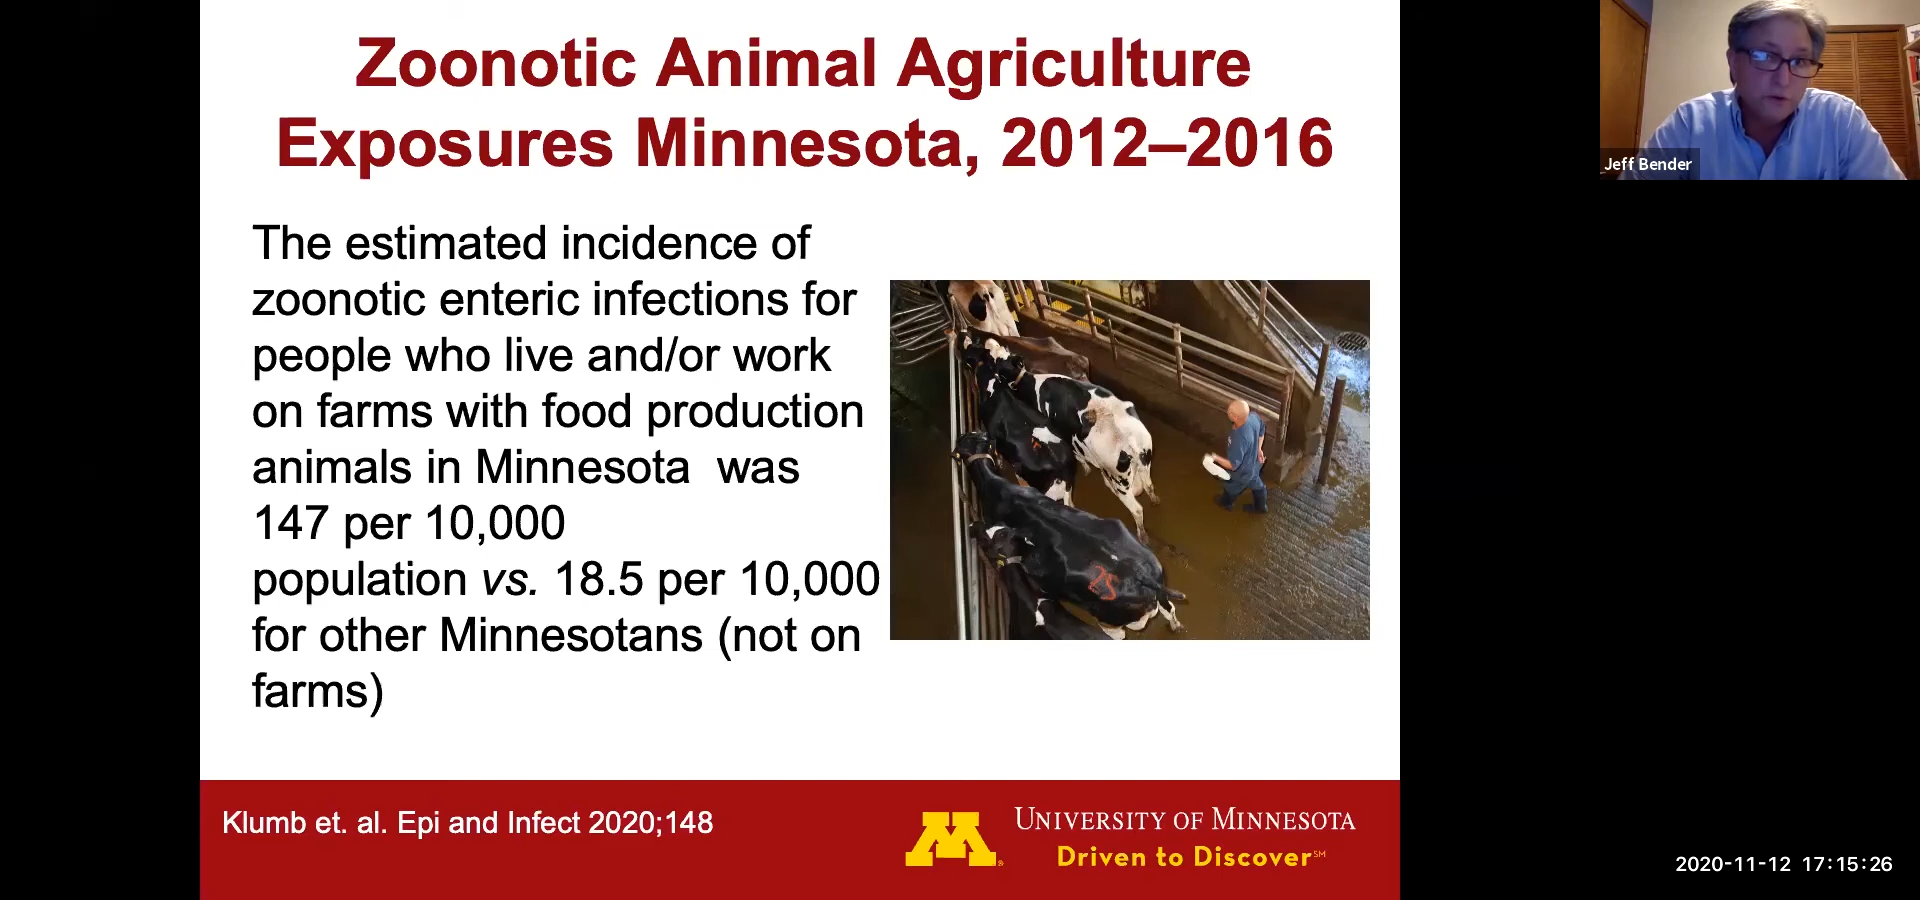 Zoonotic Animal Agriculture
Exposures Minnesota, 2012–2016
The estimated incidence of
zoonotic enteric infections for
people who live and/or work
on farms with food production
animals in Minnesota  was
147 per 10,000
population vs. 18.5 per 10,000
for other Minnesotans (not on
farms)
25
Klumb et. al. Epi and Infect 2020;148
M®
UNIVERSITY OF MINNESOTA
Driven to Discover℠
Jeff Bender
2020-11-12 17:15:26